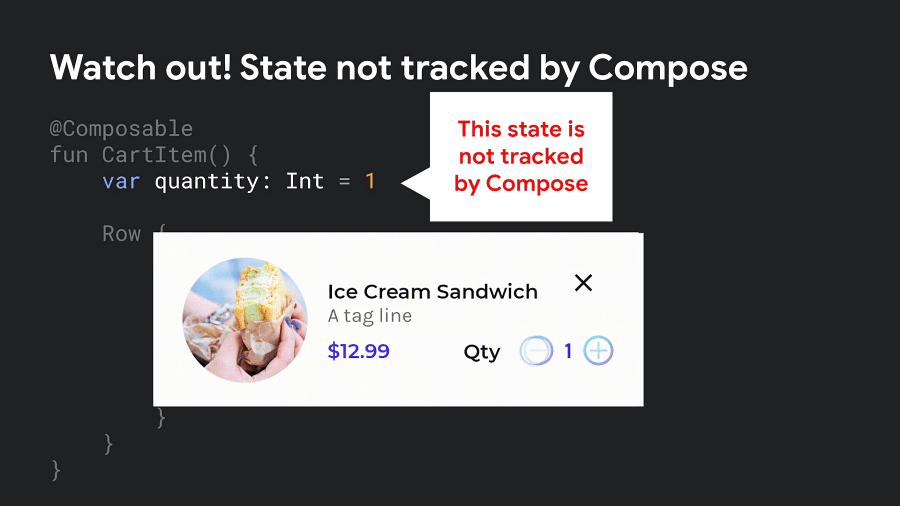 Watch out! State not tracked by Compose
@Composable
fun CartItem() {
var quantity: Int = 1
This state is
not tracked
by Compose
Row {
Ice Cream Sandwich
A tag line
$12.99
Qty
1
}
}
}